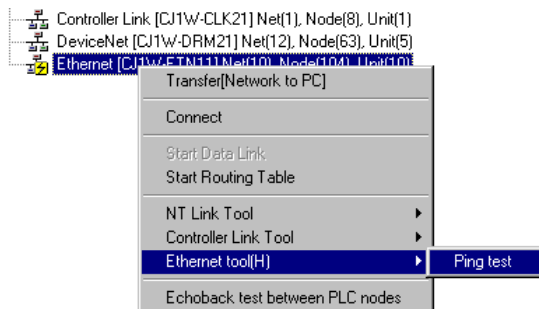 Controller Link [CJ1W-CLK21] Net(1), Node(8), Unit(1)
DeviceNet [CJ1W-DRM21] Net(12), Node(63), Unit(5)
Ethernet [CJ1W-ETN11] Net(10), Node(104), Unit(10)
Transfer[Network to PC]
Connect
Start Data Link
Start Routing Table
NT Link Tool
Controller Link Tool
Ethernet tool(H)
Ping test
Echoback test between PLC nodes